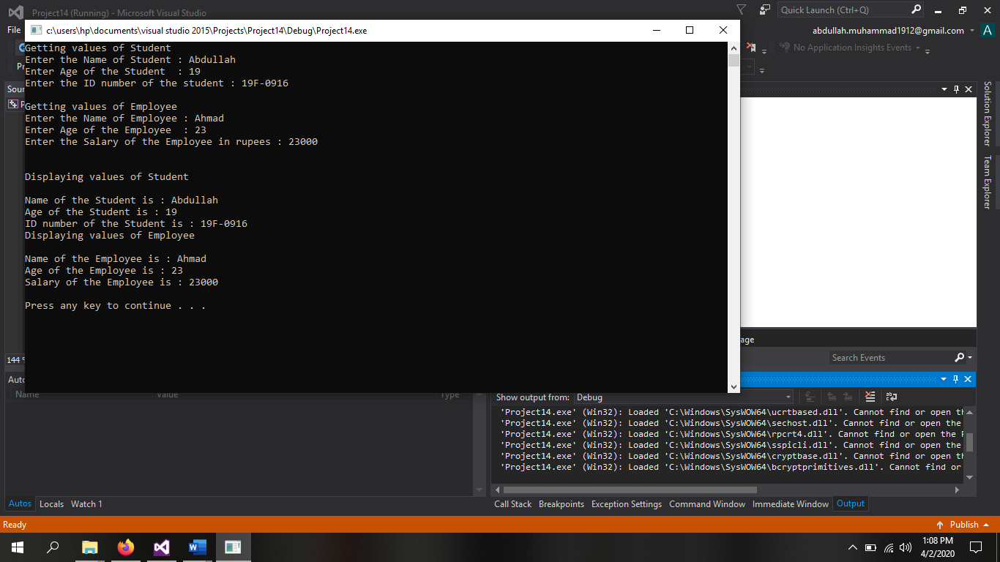 Project14 (Running) - Microsoft Visual Studio
Quick Launch (Ctrl+Q)
File
abdullah.muhammad1912@gmail.com
A
c:\users\hp\documents\visual studio 2015\Projects\Project14\Debug\Project14.exe
No Application Insights Events
Getting values of Student
Enter the Name of Student : Abdullah
Enter Age of the Student  : 19
Enter the ID number of the student : 19F-0916
Getting values of Employee
Enter the Name of Employee : Ahmad
Enter Age of the Employee  : 23
Enter the Salary of the Employee in rupees : 23000
Displaying values of Student
Name of the Student is : Abdullah
Age of the Student is : 19
ID number of the Student is : 19F-0916
Displaying values of Employee
Name of the Employee is : Ahmad
Age of the Employee is : 23
Salary of the Employee is : 23000
Press any key to continue . . .
Solution Explorer
Team Explorer
age
144 %
Search Events
Auto
Name Value Type
Show output from: Debug
'Project14.exe' (Win32): Loaded 'C:\Windows\SysWOW64\ucrtbased.dll'. Cannot find or open th
'Project14.exe' (Win32): Loaded 'C:\Windows\SysWOW64\sechost.dll'. Cannot find or open the
'Project14.exe' (Win32): Loaded 'C:\Windows\SysWOW64\rpcrt4.dll'. Cannot find or open the P
'Project14.exe' (Win32): Loaded 'C:\Windows\SysWOW64\sspicli.dll'. Cannot find or open the
'Project14.exe' (Win32): Loaded 'C:\Windows\SysWOW64\cryptbase.dll'. Cannot find or open th
'Project14.exe' (Win32): Loaded 'C:\Windows\SysWOW64\bcryptprimitives.dll'. Cannot find or
Autos Locals Watch 1
Call Stack Breakpoints Exception Settings Command Window Immediate Window Output
Ready
Publish
1:08 PM
4/2/2020